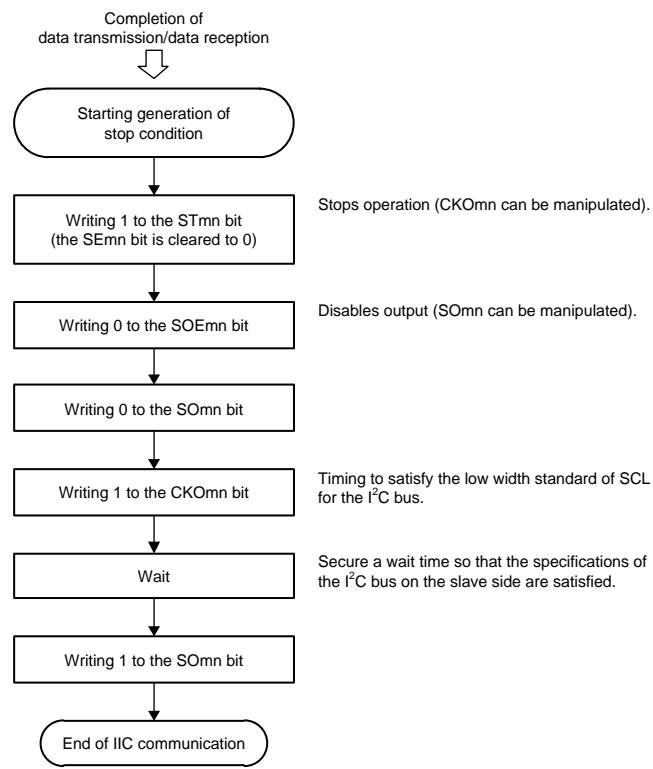 Completion of
data transmission/data reception
Starting generation of
stop condition
Writing 1 to the STmn bit
(the SEmn bit is cleared to 0)
Stops operation (CKOmn can be manipulated).
Writing 0 to the SOEmn bit
Disables output (SOmn can be manipulated).
Writing 0 to the SOmn bit
Writing 1 to the CKOmn bit
Timing to satisfy the low width standard of SCL
for the I²C bus.
Wait
Secure a wait time so that the specifications of
the I²C bus on the slave side are satisfied.
Writing 1 to the SOmn bit
End of IIC communication